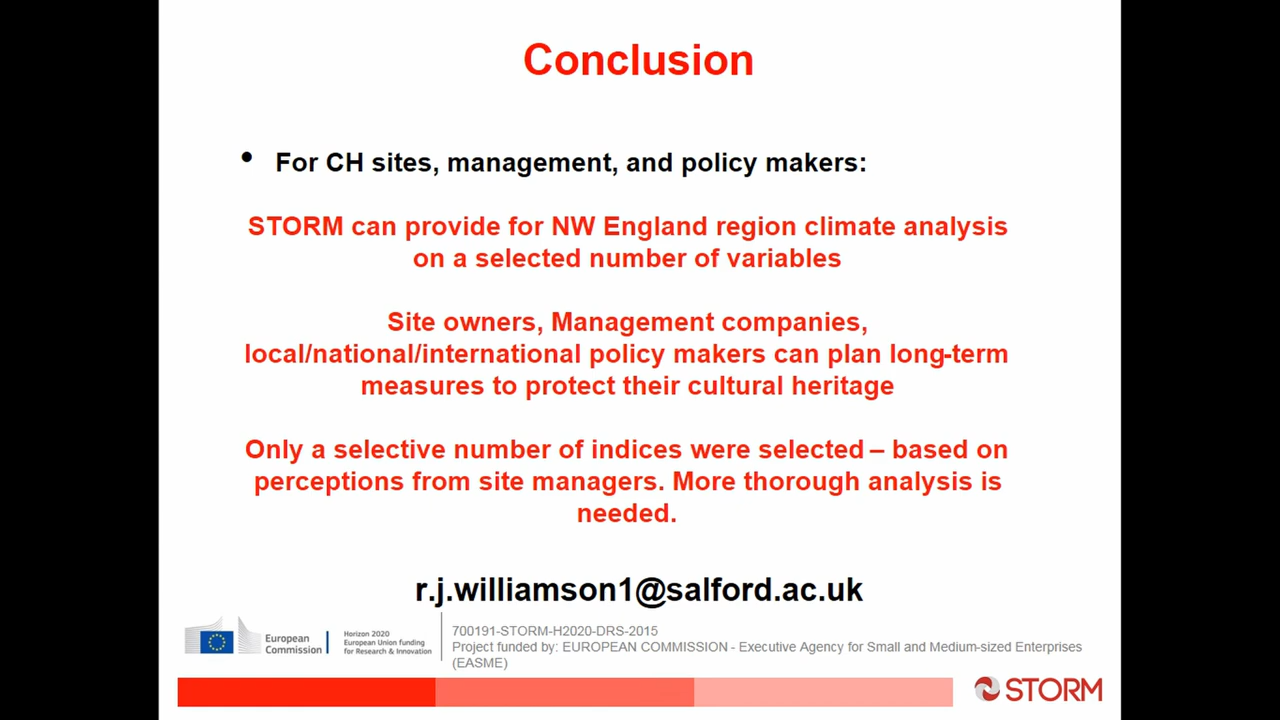 Conclusion
• For CH sites, management, and policy makers:
STORM can provide for NW England region climate analysis
on a selected number of variables
Site owners, Management companies,
local/national/international policy makers can plan long-term
measures to protect their cultural heritage
Only a selective number of indices were selected – based on
perceptions from site managers. More thorough analysis is
needed.
r.j.williamson1@salford.ac.uk
European
Commission
Horizon 2020
European Union funding
for Research & Innovation
700191-STORM-H2020-DRS-2015
Project funded by: EUROPEAN COMMISSION - Executive Agency for Small and Medium-sized Enterprises
(EASME)
STORM